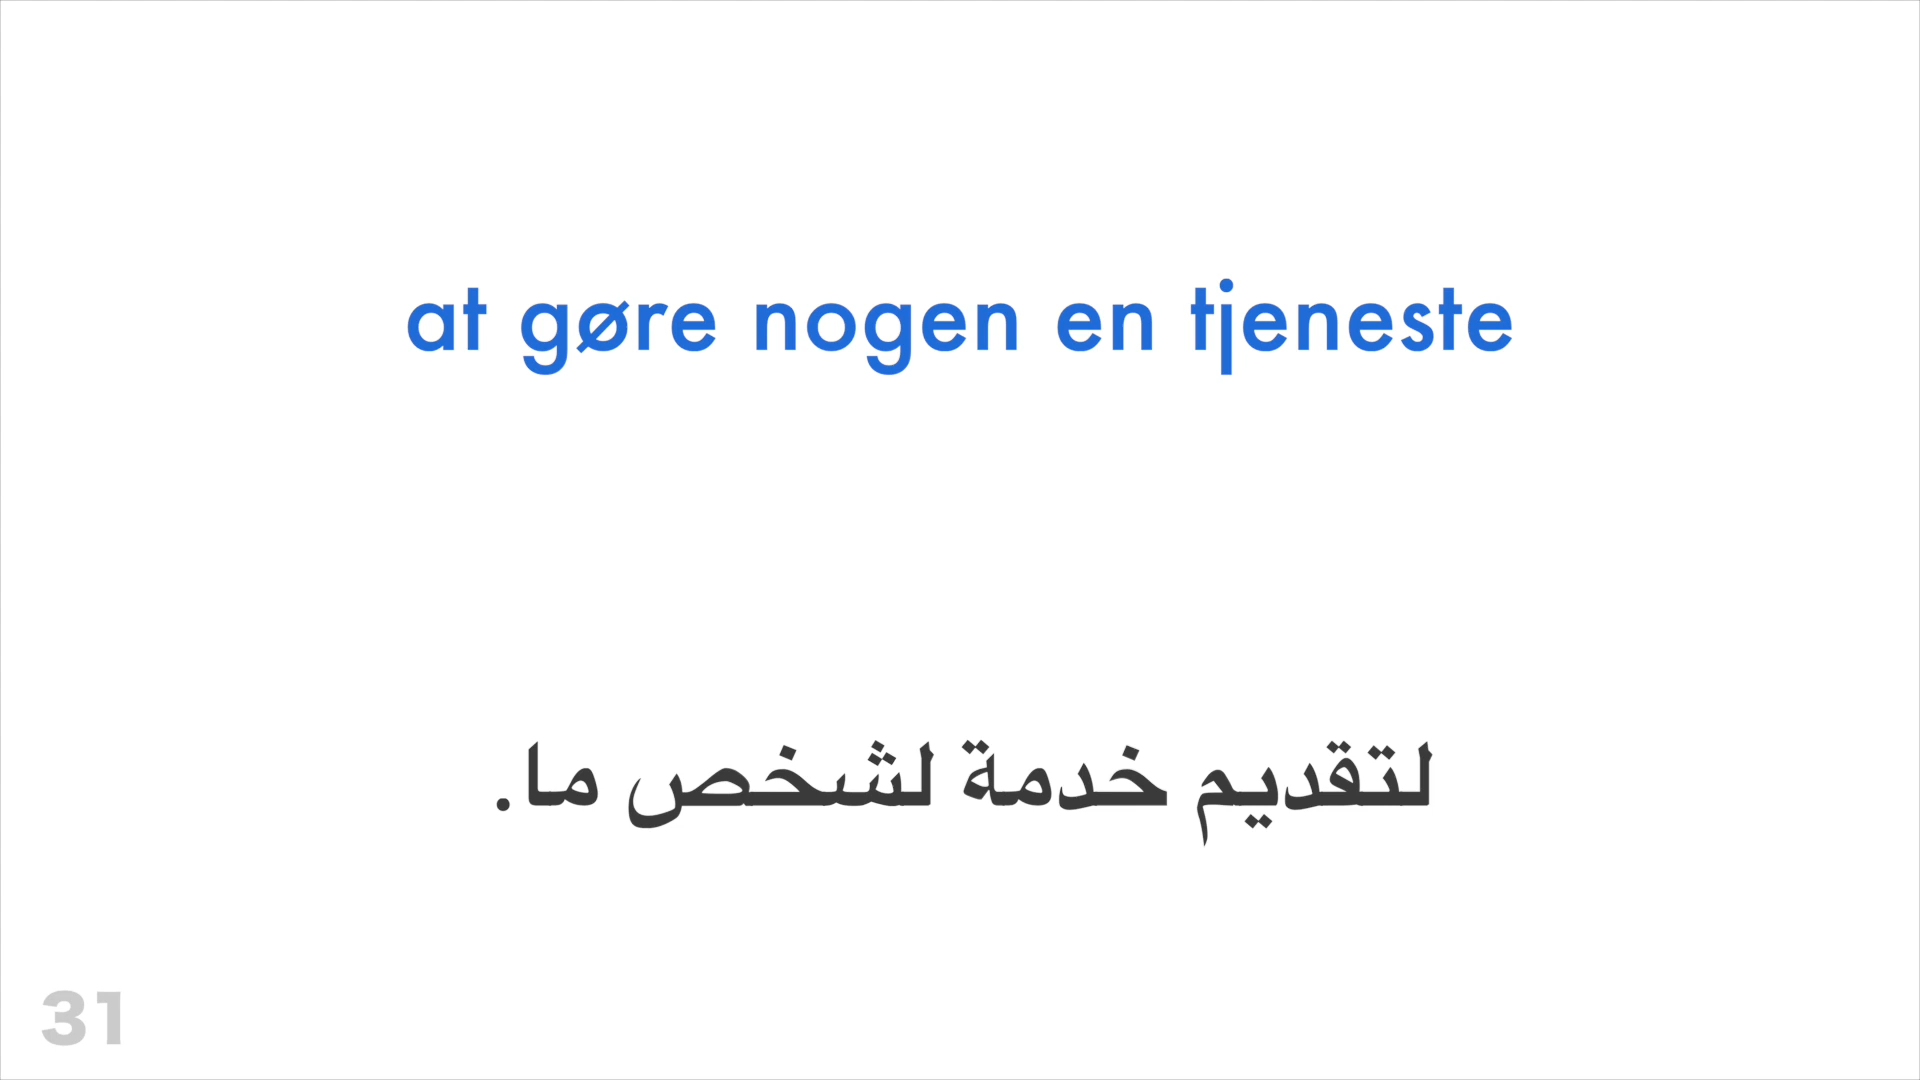 at gøre nogen en tjeneste
لتقديم خدمة لشخص ما.
31